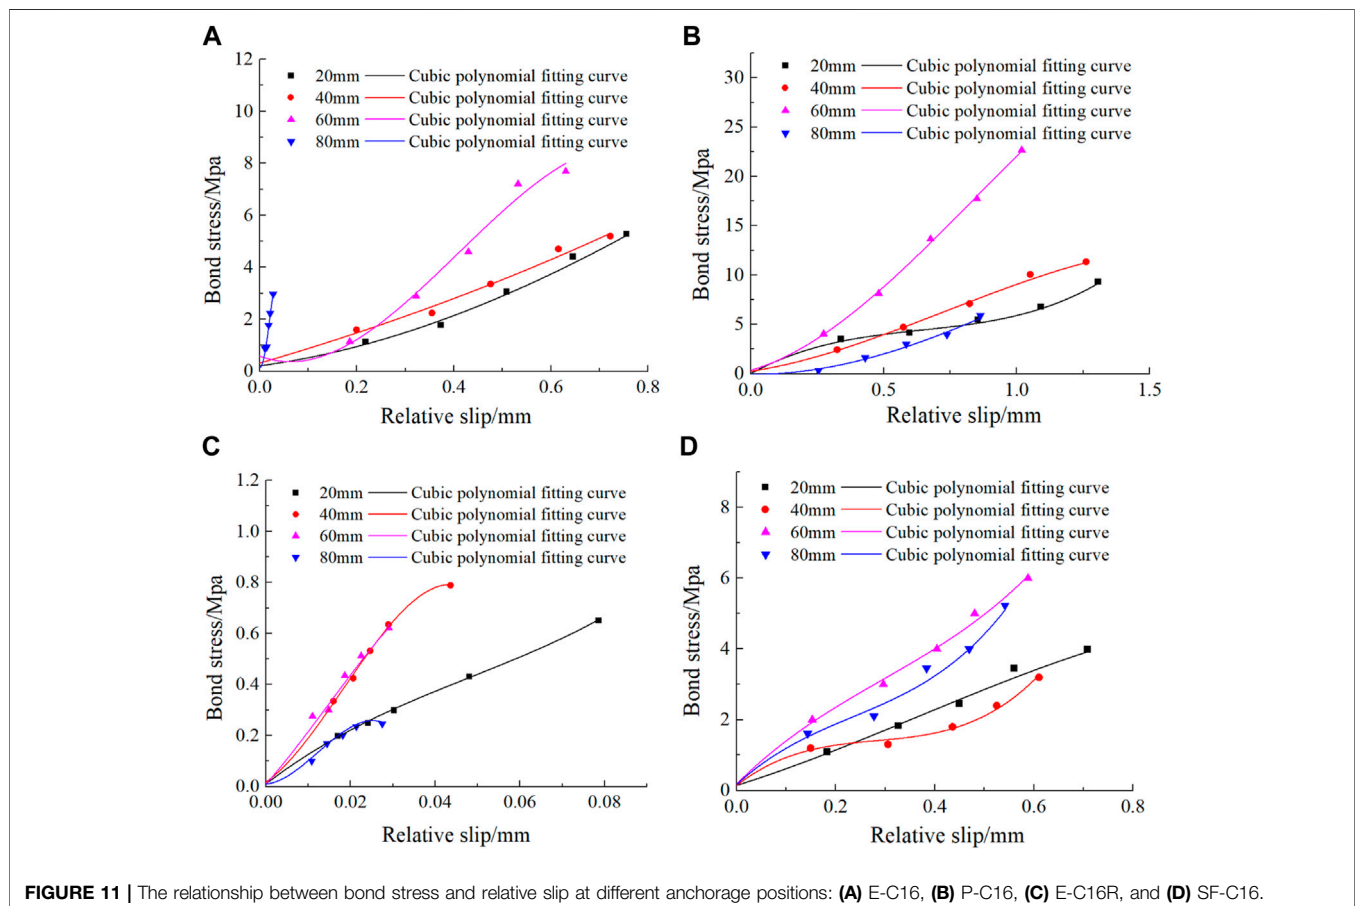 A
12
10
8
6
4
2
0
0.0 0.2 0.4 0.6 0.8
Bond stress/Mpa
Relative slip/mm
20mm Cubic polynomial fitting curve
40mm Cubic polynomial fitting curve
60mm Cubic polynomial fitting curve
80mm Cubic polynomial fitting curve
B
30
25
20
15
10
5
0
0.0 0.5 1.0 1.5
Bond stress/Mpa
Relative slip/mm
20mm Cubic polynomial fitting curve
40mm Cubic polynomial fitting curve
60mm Cubic polynomial fitting curve
80mm Cubic polynomial fitting curve
C
1.2
1.0
0.8
0.6
0.4
0.2
0.0
0.00 0.02 0.04 0.06 0.08
Bond stress/Mpa
Relative slip/mm
20mm Cubic polynomial fitting curve
40mm Cubic polynomial fitting curve
60mm Cubic polynomial fitting curve
80mm Cubic polynomial fitting curve
D
8
6
4
2
0
0.0 0.2 0.4 0.6 0.8
Bond stress/Mpa
Relative slip/mm
20mm Cubic polynomial fitting curve
40mm Cubic polynomial fitting curve
60mm Cubic polynomial fitting curve
80mm Cubic polynomial fitting curve
FIGURE 11 | The relationship between bond stress and relative slip at different anchorage positions: (A) E-C16, (B) P-C16, (C) E-C16R, and (D) SF-C16.